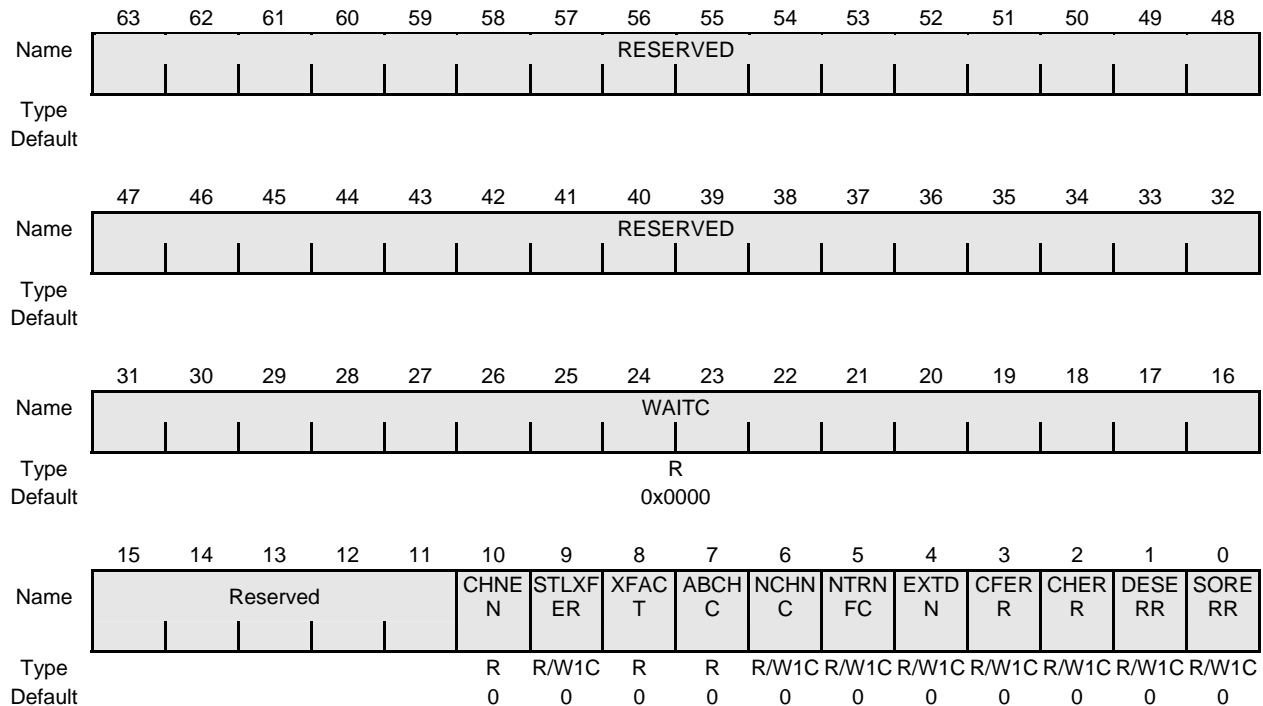 63 62 61 60 59 58 57 56 55 54 53 52 51 50 49 48
Name RESERVED
Type
Default
47 46 45 44 43 42 41 40 39 38 37 36 35 34 33 32
Name RESERVED
Type
Default
31 30 29 28 27 26 25 24 23 22 21 20 19 18 17 16
Name WAITC
Type R
Default 0x0000
15 14 13 12 11 10 9 8 7 6 5 4 3 2 1 0
Name Reserved CHNE STLXF XFAC ABCH NCHN NTRN EXTD CFER CHER DESE SORE
N ER T C C FC N R R RR RR
Type R R/W1C R R R/W1C R/W1C R/W1C R/W1C R/W1C R/W1C R/W1C
Default 0 0 0 0 0 0 0 0 0 0 0